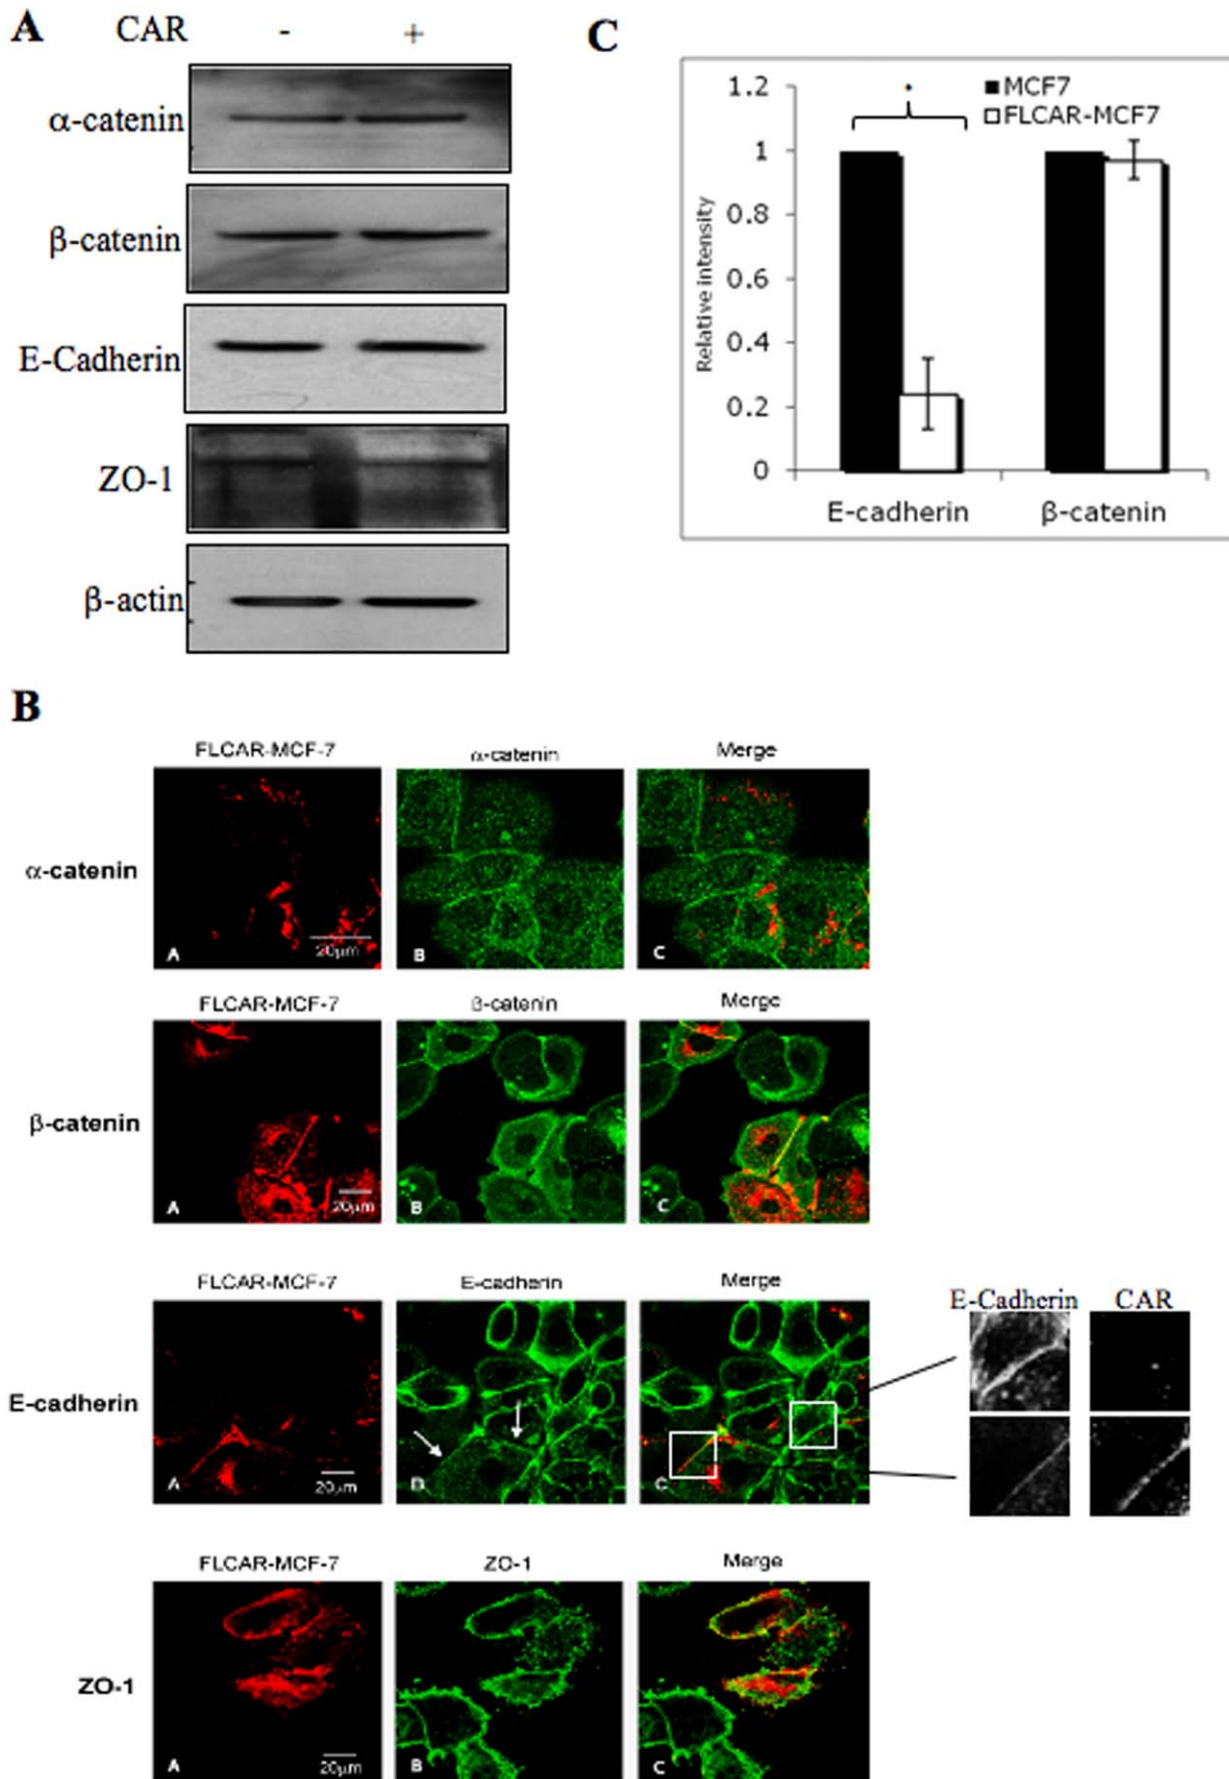 A
CAR - +
α-catenin
β-catenin
E-Cadherin
ZO-1
β-actin
C
1.2
1
0.8
0.6
0.4
0.2
0
Relative intensity
MCF7
FLCAR-MCF7
E-cadherin β-catenin
B
FLCAR-MCF-7 α-catenin Merge
α-catenin
20μm
A B C
FLCAR-MCF-7 β-catenin Merge
β-catenin
20μm
A B C
FLCAR-MCF-7 E-cadherin Merge
E-Cadherin CAR
E-cadherin
20μm
A B C
FLCAR-MCF-7 ZO-1 Merge
ZO-1
20μm
A B C